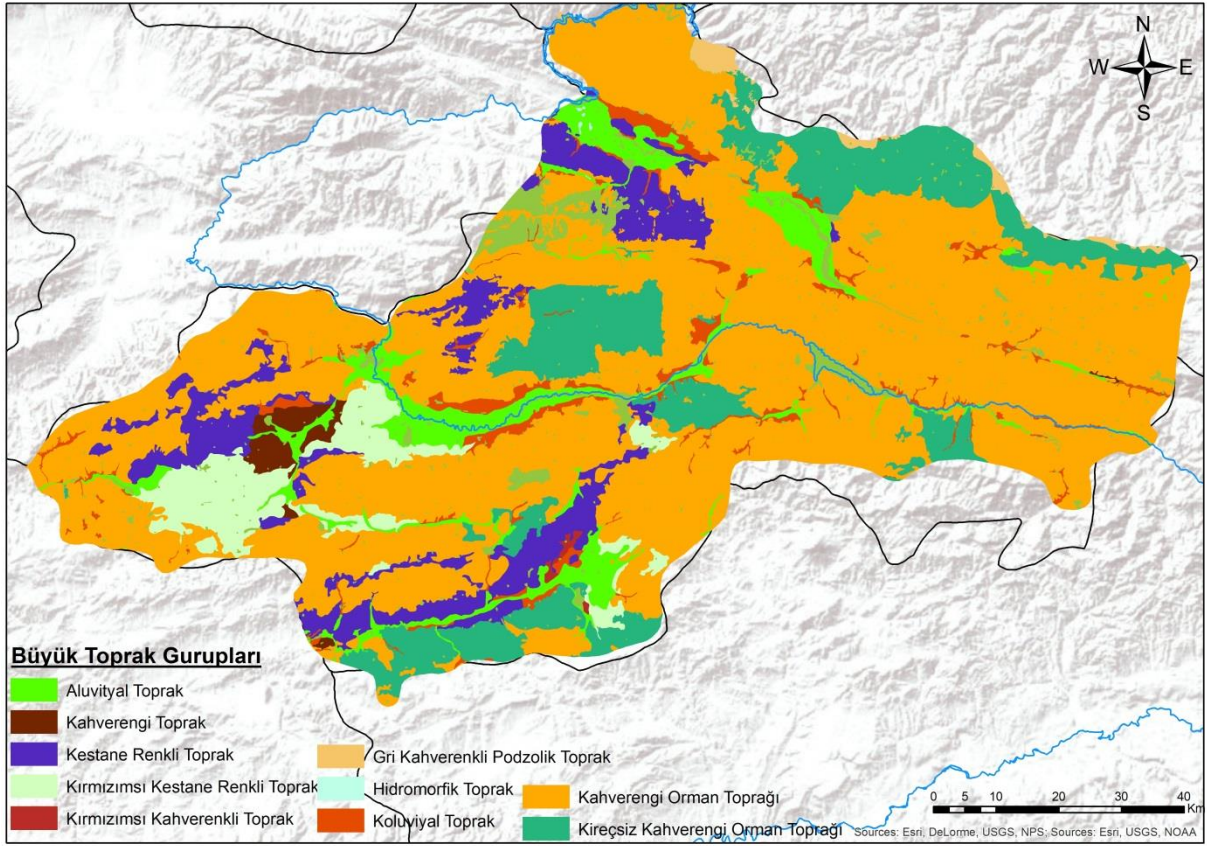 N
W E
S
Büyük Toprak Gurupları
Aluvityal Toprak
Kahverengi Toprak
Kestane Renkli Toprak
Kırmızımsı Kestane Renkli Toprak
Kırmızımsı Kahverenkli Toprak
Gri Kahverenkli Podzolik Toprak
Hidromorfik Toprak
Koluviyal Toprak
Kahverengi Orman Toprağı
Kireçsiz Kahverengi Orman Toprağı
0 5 10 20 30 40
Km
Sources: Esri, DeLorme, USGS, NPS; Sources: Esri, USGS, NOAA